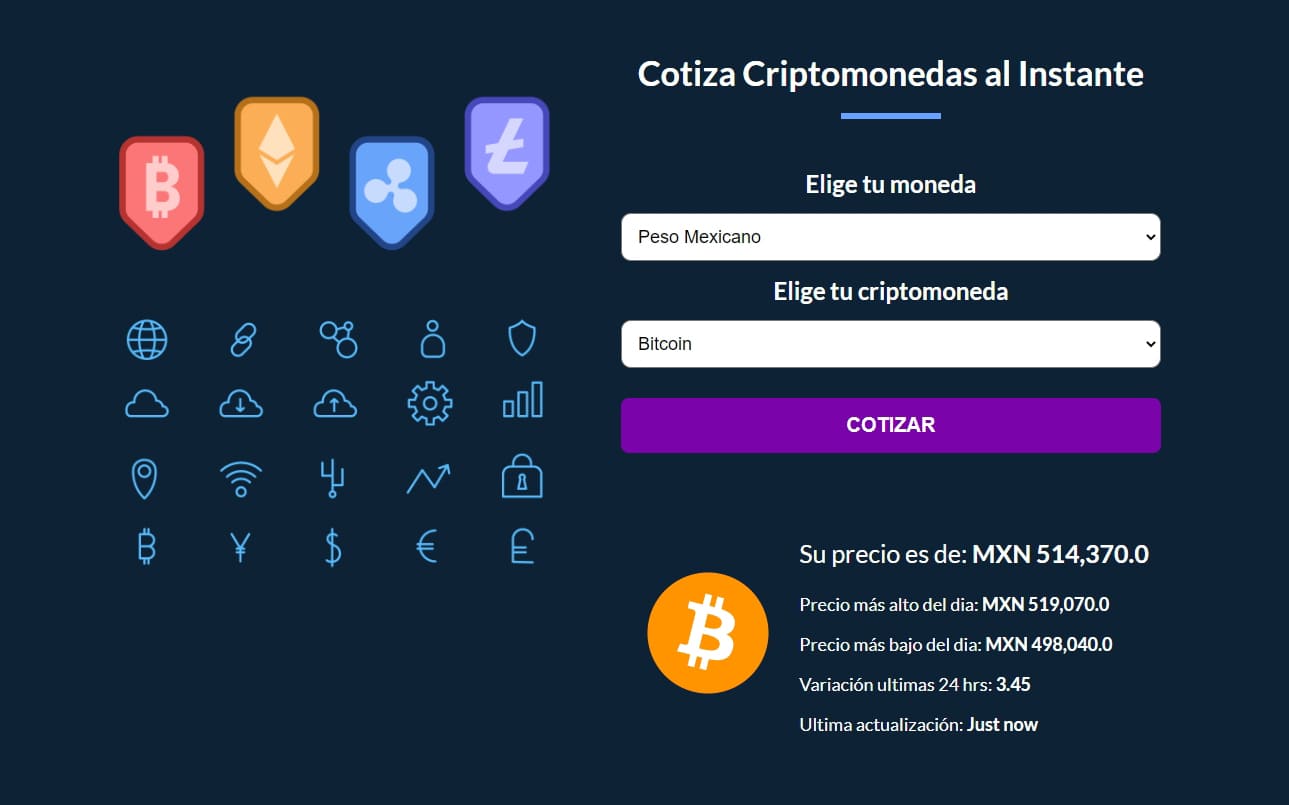 Cotiza Criptomonedas al Instante
Elige tu moneda
Peso Mexicano
Elige tu criptomoneda
Bitcoin
COTIZAR
Su precio es de: MXN 514,370.0
Precio más alto del dia: MXN 519,070.0
Precio más bajo del dia: MXN 498,040.0
Variación ultimas 24 hrs: 3.45
Ultima actualización: Just now